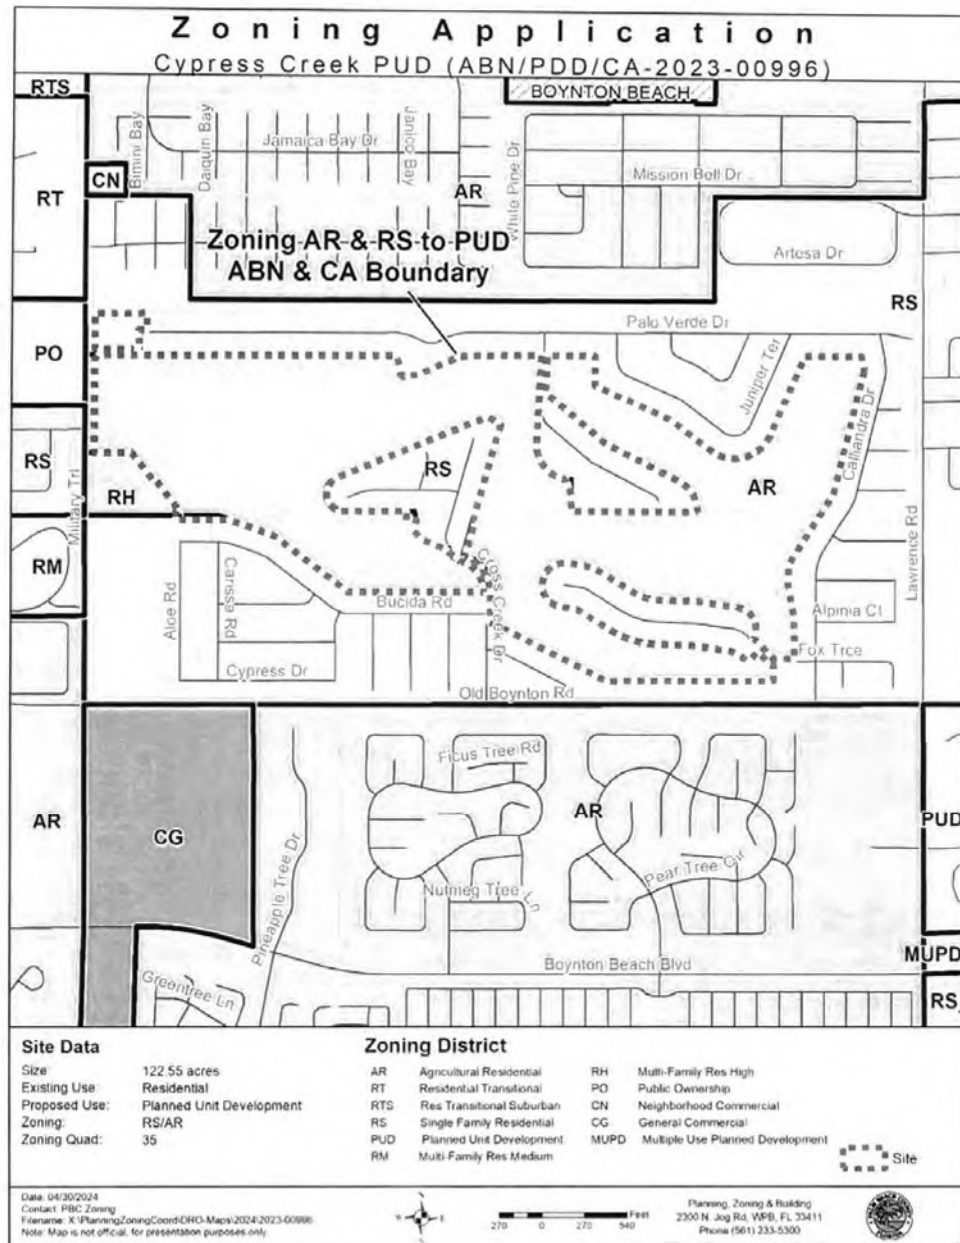 Zoning Application
Cypress Creek PUD (ABN/PDD/CA-2023-00996)
RTS
BOYNTON BEACH
Bimini Bay
Daiquiri Bay
Jamaica Bay Dr
Janico Bay
White Pine Dr
Mission Bell Dr
CN
RT
AR
Zoning AR & RS to PUD
ABN & CA Boundary
Artesa Dr
RS
Palo Verde Dr
PO
Juniper Ter
Calliandra Dr
RS
RS
AR
RH
Military Trl
Lawrence Rd
RM
Aloe Rd
Carissa Rd
Cross Creek Dr
Bucida Rd
Alpinia Ct
Cypress Dr
Fox Trce
Old Boynton Rd
Ficus Tree Rd
AR
AR
PUD
CG
Pineapple Tree Dr
Pear Tree Cir
Nutmeg Tree Ln
Boynton Beach Blvd
MUPD
Greentree Ln
RS
Site Data
Size: 122.55 acres
Existing Use: Residential
Proposed Use: Planned Unit Development
Zoning: RS/AR
Zoning Quad: 35
Zoning District
AR Agricultural Residential
RT Residential Transitional
RTS Res Transitional Suburban
RS Single Family Residential
PUD Planned Unit Development
RM Multi-Family Res Medium
RH Multi-Family Res High
PO Public Ownership
CN Neighborhood Commercial
CG General Commercial
MUPD Multiple Use Planned Development
Site
Date: 04/30/2024
Contact: PBC Zoning
Filename: X:\PlanningZoningCoord\DRO-Maps\2024\2023-00996
Note: Map is not official, for presentation purposes only.
W E
Feet
270 0 270 540
Planning, Zoning & Building
2300 N. Jog Rd, WPB, FL 33411
Phone (561) 233-5300